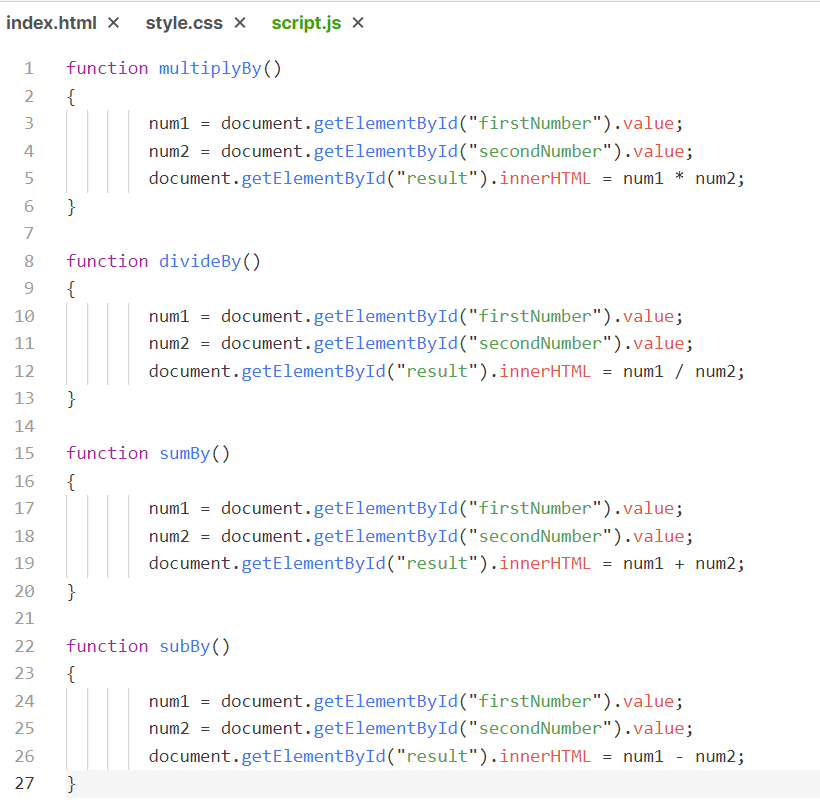 index.html × style.css × script.js ×
1 function multiplyBy()
2 {
3 num1 = document.getElementById("firstNumber").value;
4 num2 = document.getElementById("secondNumber").value;
5 document.getElementById("result").innerHTML = num1 * num2;
6 }
7
8 function divideBy()
9 {
10 num1 = document.getElementById("firstNumber").value;
11 num2 = document.getElementById("secondNumber").value;
12 document.getElementById("result").innerHTML = num1 / num2;
13 }
14
15 function sumBy()
16 {
17 num1 = document.getElementById("firstNumber").value;
18 num2 = document.getElementById("secondNumber").value;
19 document.getElementById("result").innerHTML = num1 + num2;
20 }
21
22 function subBy()
23 {
24 num1 = document.getElementById("firstNumber").value;
25 num2 = document.getElementById("secondNumber").value;
26 document.getElementById("result").innerHTML = num1 - num2;
27 }